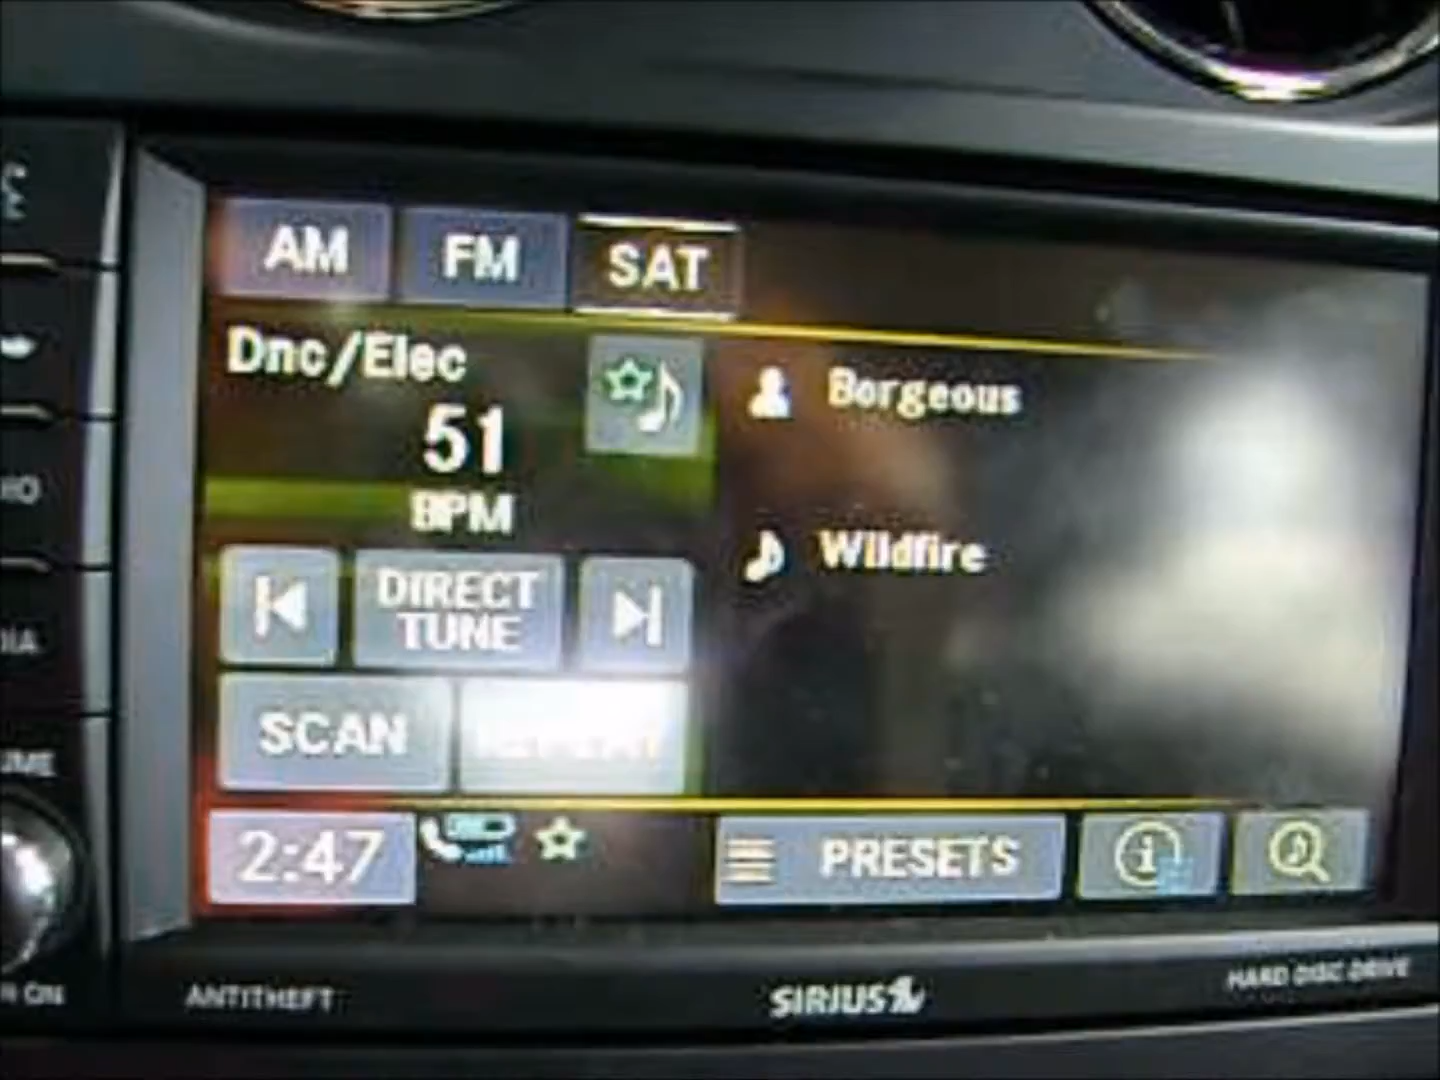 AM FM SAT
Dnc/Elec
51
BPM
Borgeous
Wildfire
DIRECT
TUNE
SCAN REPEAT
2:47
PRESETS
ANTITHEFT
SIRIUS
HARD DISC DRIVE